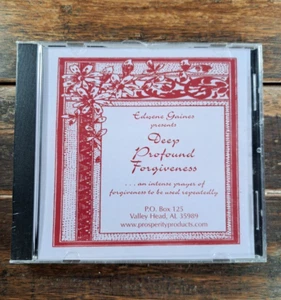 Edwene Gaines
presents
Deep
Profound
Forgiveness
. . . an intense prayer of
forgiveness to be used repeatedly
P.O. Box 125
Valley Head, AL 35989
www.prosperityproducts.com